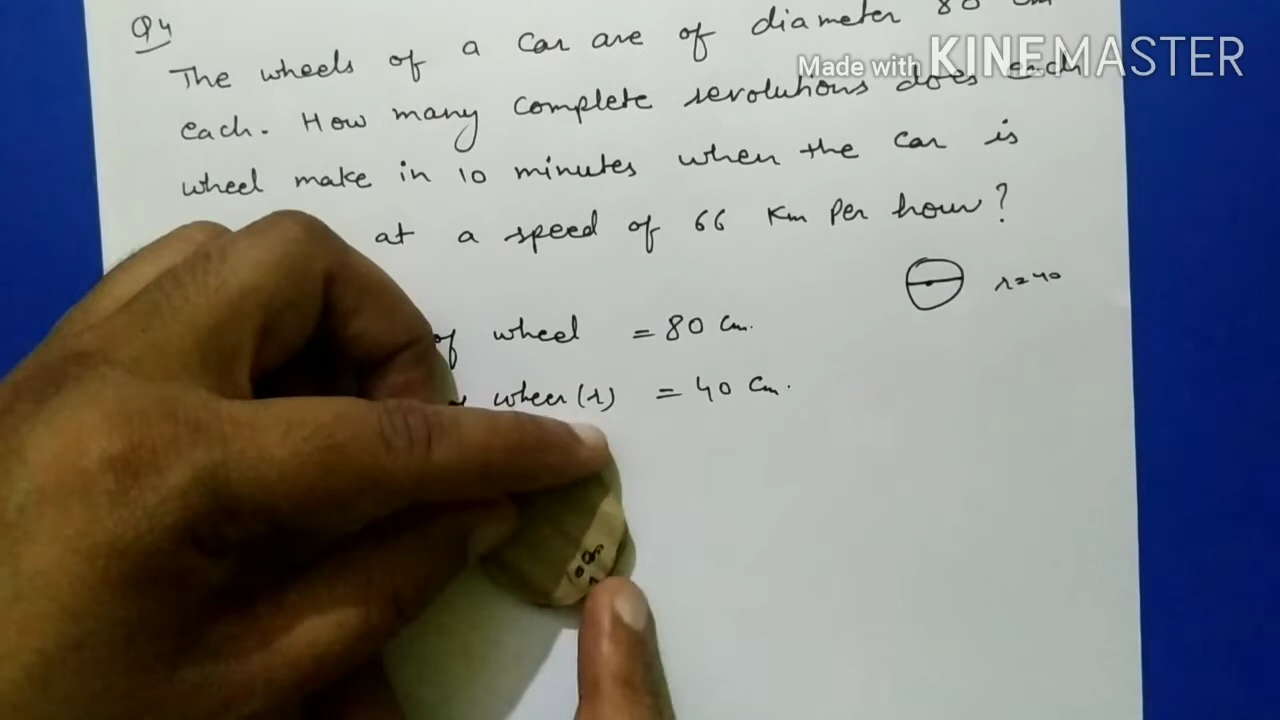 Q4
The wheels of a car are of diameter 80 cm
Made with KINEMASTER
each. How many complete revolutions does each
wheel make in 10 minutes when the car is
at a speed of 66 Km per hour?
r=40
of wheel = 80 cm.
wheel (r) = 40 cm.